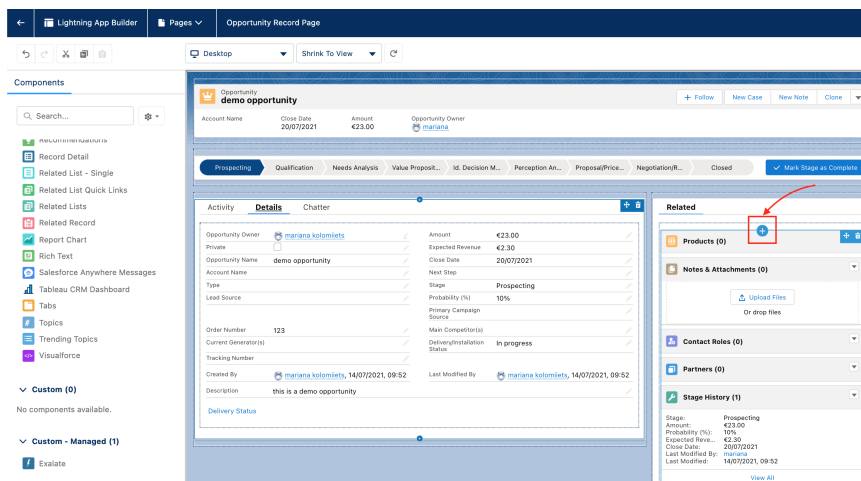 Lightning App Builder
Pages
Opportunity Record Page
Desktop
Shrink To View
Components
Search...
Recommendations
Record Detail
Related List - Single
Related List Quick Links
Related Lists
Related Record
Report Chart
Rich Text
Salesforce Anywhere Messages
Tableau CRM Dashboard
Tabs
Topics
Trending Topics
Visualforce
Custom (0)
No components available.
Custom - Managed (1)
Exalate
Opportunity
demo opportunity
+ Follow
New Case
New Note
Clone
Account Name
Close Date
20/07/2021
Amount
€23.00
Opportunity Owner
mariana
Prospecting
Qualification
Needs Analysis
Value Proposit...
Id. Decision M...
Perception An...
Proposal/Price...
Negotiation/R...
Closed
Mark Stage as Complete
Activity
Details
Chatter
Opportunity Owner mariana kolomiiets
Private
Opportunity Name demo opportunity
Account Name
Type
Lead Source
Order Number 123
Current Generator(s)
Tracking Number
Created By mariana kolomiiets, 14/07/2021, 09:52
Description this is a demo opportunity
Delivery Status
Amount €23.00
Expected Revenue €2.30
Close Date 20/07/2021
Next Step
Stage Prospecting
Probability (%) 10%
Primary Campaign
Source
Main Competitor(s)
Delivery/Installation In progress
Status
Last Modified By mariana kolomiiets, 14/07/2021, 09:52
Related
Products (0)
Notes & Attachments (0)
Upload Files
Or drop files
Contact Roles (0)
Partners (0)
Stage History (1)
Stage: Prospecting
Amount: €23.00
Probability (%): 10%
Expected Reve... €2.30
Close Date: 20/07/2021
Last Modified By: mariana
Last Modified: 14/07/2021, 09:52
View All